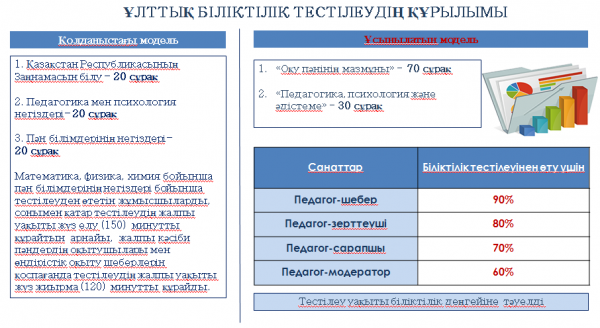 ҰЛТТЫҚ БІЛІКТІЛІК ТЕСТІЛЕУДІҢ ҚҰРЫЛЫМЫ
Қолданыстағы модель
1. Қазақстан Республикасының
Заңнамасын білу – 20 сұрақ
2. Педагогика мен психология
негіздері–20 сұрақ
3. Пән білімдерінің негіздері –
20 сұрақ
Математика, физика, химия бойынша
пән білімдерінің негіздері бойынша
тестілеуден өтетін жұмысшыларды,
сонымен қатар тестілеудің жалпы
уақыты жүз елу (150) минутты
құрайтын арнайы, жалпы кәсіби
пәндердің оқытушылары мен
өндірістік оқыту шеберлерін
қоспағанда тестілеудің жалпы уақыты
жүз жиырма (120) минутты құрайды.
Ұсынылатын модель
1. «Оқу пәнінің мазмұны» – 70 сұрақ
2. «Педагогика, психология және
әдістеме» – 30 сұрақ
Санаттар Біліктілік тестілеуінен өту үшін
Педагог-шебер 90%
Педагог-зерттеуші 80%
Педагог-сарапшы 70%
Педагог-модератор 60%
Тестілеу уақыты біліктілік деңгейіне тәуелді